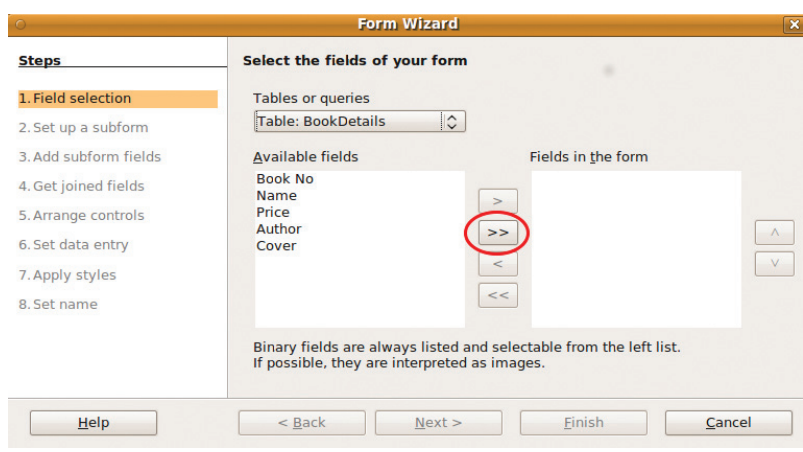 Form Wizard
Steps
1. Field selection
2. Set up a subform
3. Add subform fields
4. Get joined fields
5. Arrange controls
6. Set data entry
7. Apply styles
8. Set name
Select the fields of your form
Tables or queries
Table: BookDetails
Available fields
Book No
Name
Price
Author
Cover
>
>>
<
<<
Fields in the form
^
v
Binary fields are always listed and selectable from the left list.
If possible, they are interpreted as images.
Help
< Back
Next >
Finish
Cancel